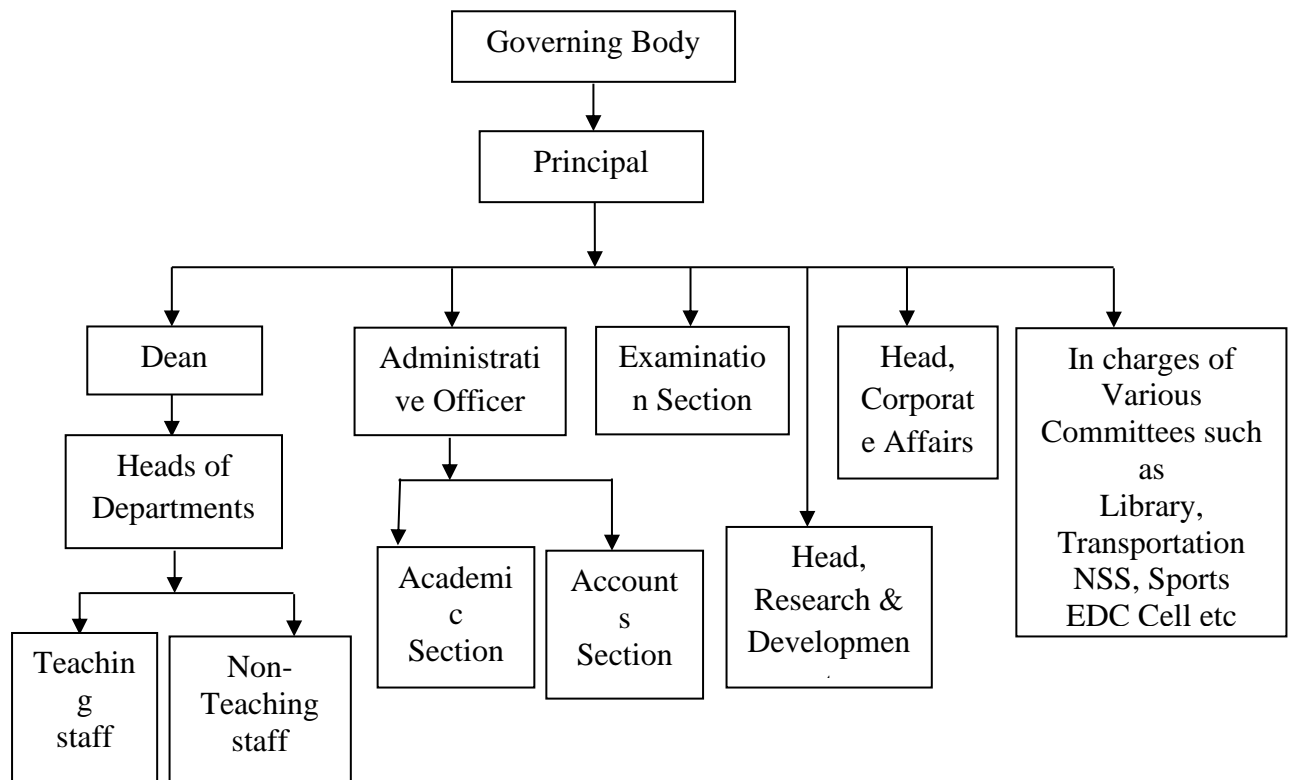 Governing Body
Principal
Dean
Administrati
ve Officer
Examinatio
n Section
Head,
Corporat
e Affairs
In charges of
Various
Committees such
as
Library,
Transportation
NSS, Sports
EDC Cell etc
Heads of
Departments
Academi
c
Section
Account
s
Section
Head,
Research &
Developmen
Teachin
g
staff
Non-
Teaching
staff